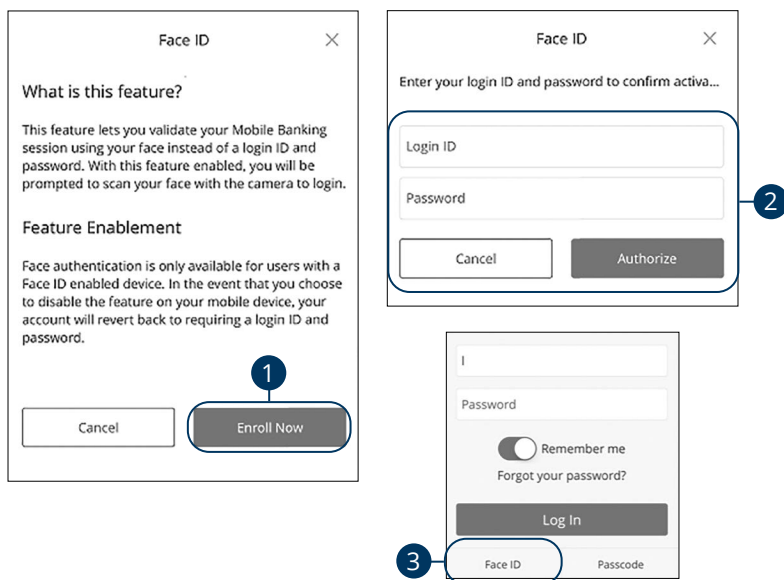 Face ID
What is this feature?
This feature lets you validate your Mobile Banking
session using your face instead of a login ID and
password. With this feature enabled, you will be
prompted to scan your face with the camera to login.
Feature Enablement
Face authentication is only available for users with a
Face ID enabled device. In the event that you choose
to disable the feature on your mobile device, your
account will revert back to requiring a login ID and
password.
1
Cancel
Enroll Now
Face ID
Enter your login ID and password to confirm activa...
Login ID
Password
2
Cancel
Authorize
I
Password
Remember me
Forgot your password?
Log In
3
Face ID
Passcode